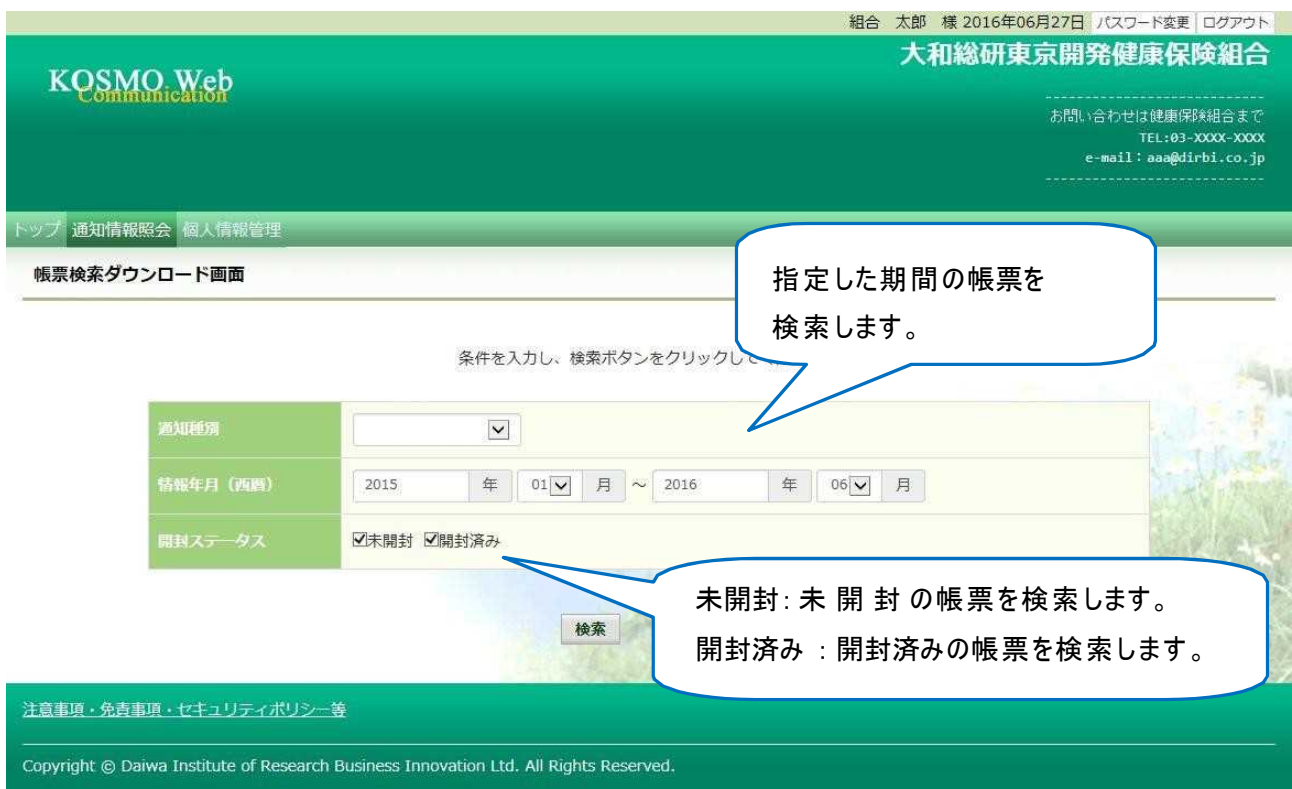 組合 太郎 様 2016年06月27日 パスワード変更 ログアウト
大和総研東京開発健康保険組合
KOSMO Web
Communication
お問い合わせは健康保険組合まで
TEL:03-XXXX-XXXX
e-mail：aaa@dirbi.co.jp
トップ 通知情報照会 個人情報管理
帳票検索ダウンロード画面
指定した期間の帳票を
検索します。
条件を入力し、検索ボタンをクリックして
通知種別
情報年月（西暦） 2015 年 01 月 ～ 2016 年 06 月
開封ステータス 未開封 開封済み
未開封: 未 開 封 の帳票を検索します。
開封済み : 開封済みの帳票を検索します。
検索
注意事項・免責事項・セキュリティポリシー等
Copyright © Daiwa Institute of Research Business Innovation Ltd. All Rights Reserved.